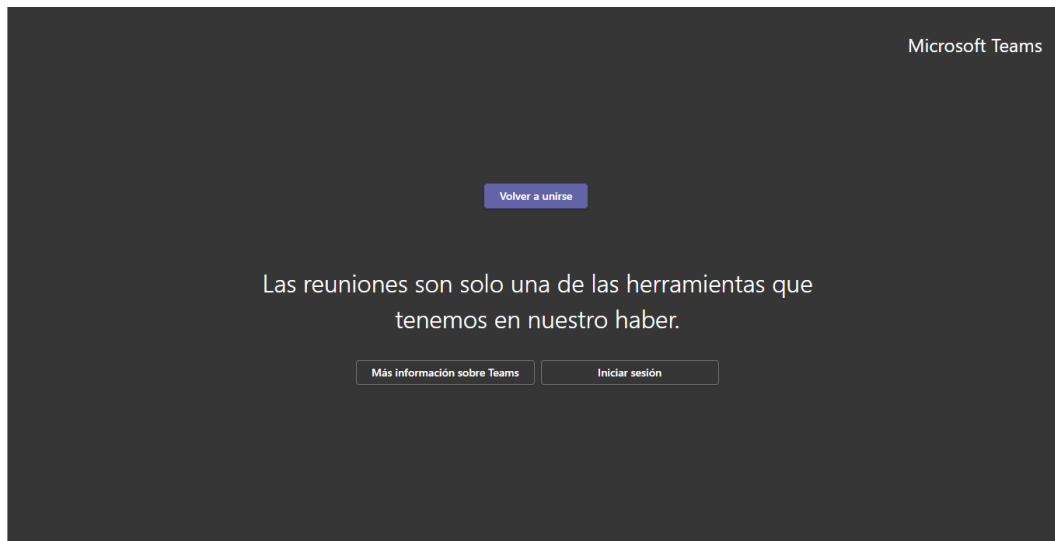 Microsoft Teams
Volver a unirse
Las reuniones son solo una de las herramientas que
tenemos en nuestro haber.
Más información sobre Teams
Iniciar sesión